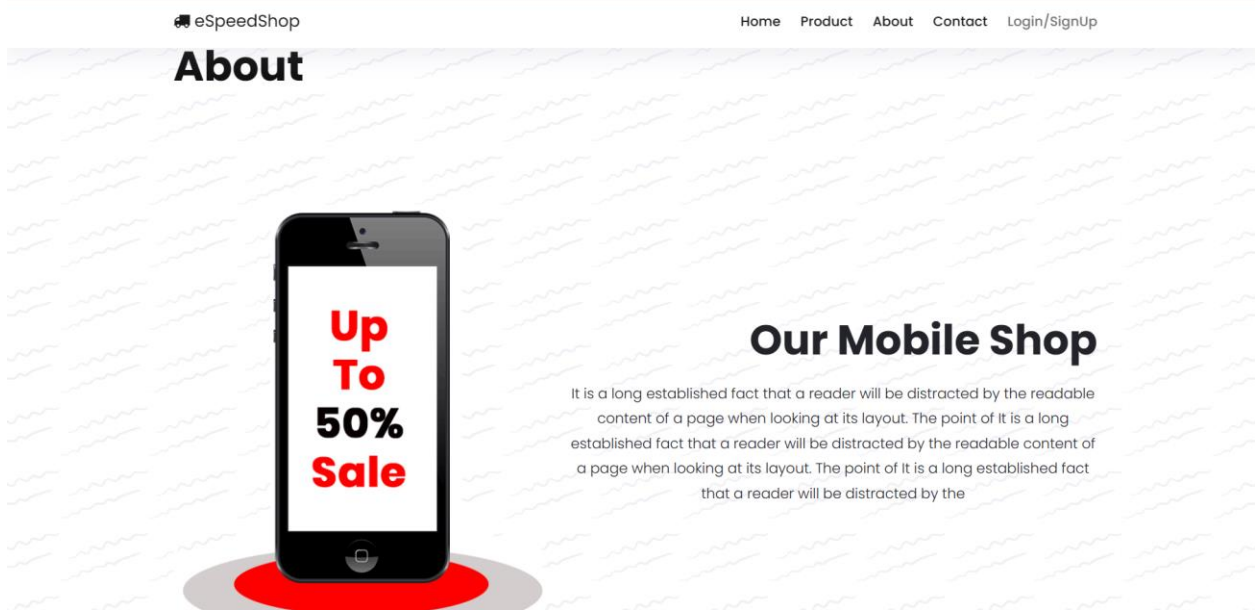 eSpeedShop
Home Product About Contact Login/SignUp
About
Up
To
50%
Sale
Our Mobile Shop
It is a long established fact that a reader will be distracted by the readable
content of a page when looking at its layout. The point of It is a long
established fact that a reader will be distracted by the readable content of
a page when looking at its layout. The point of It is a long established fact
that a reader will be distracted by the